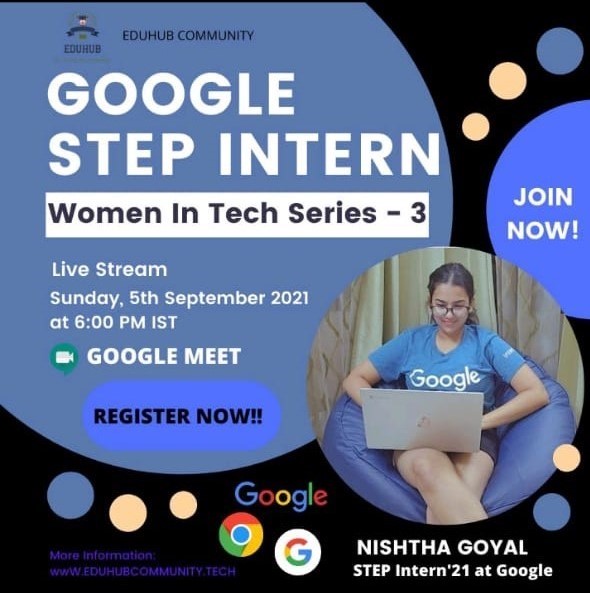 EDUHUB
EDUHUB COMMUNITY
GOOGLE
STEP INTERN
Women In Tech Series - 3
JOIN
NOW!
Live Stream
Sunday, 5th September 2021
at 6:00 PM IST
GOOGLE MEET
Google
REGISTER NOW!!
Google
G
NISHTHA GOYAL
STEP Intern'21 at Google
More Information:
www.EDUHUBCOMMUNITY.TECH